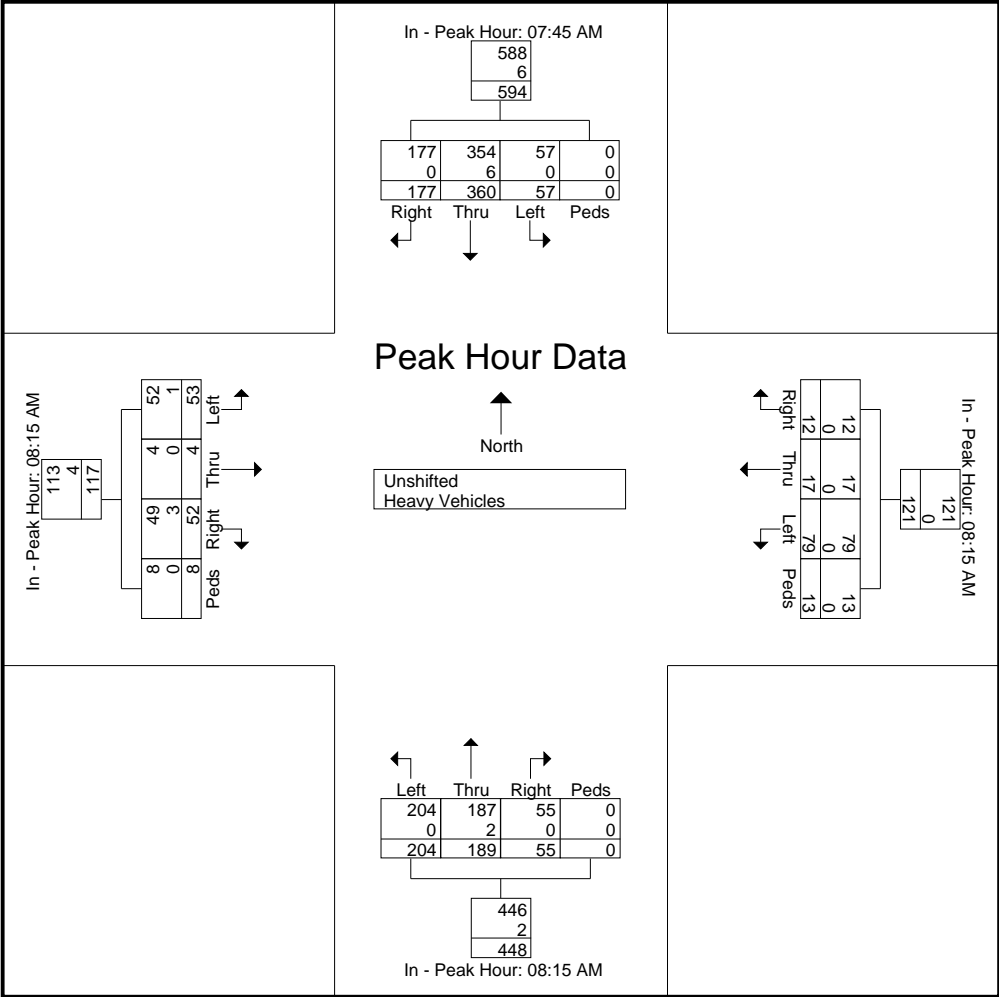 In - Peak Hour: 07:45 AM
588
6
594
177 354 57 0
0 6 0 0
177 360 57 0
Right Thru Left Peds
Peak Hour Data
North
Unshifted
Heavy Vehicles
In - Peak Hour: 08:15 AM
113
4
117
52 1 53 Left
4 0 4 Thru
49 3 52 Right
8 0 8 Peds
Right 12 0 12
Thru 17 0 17
Left 79 0 79
Peds 13 0 13
121
0
121
In - Peak Hour: 08:15 AM
Left Thru Right Peds
204 187 55 0
0 2 0 0
204 189 55 0
446
2
448
In - Peak Hour: 08:15 AM